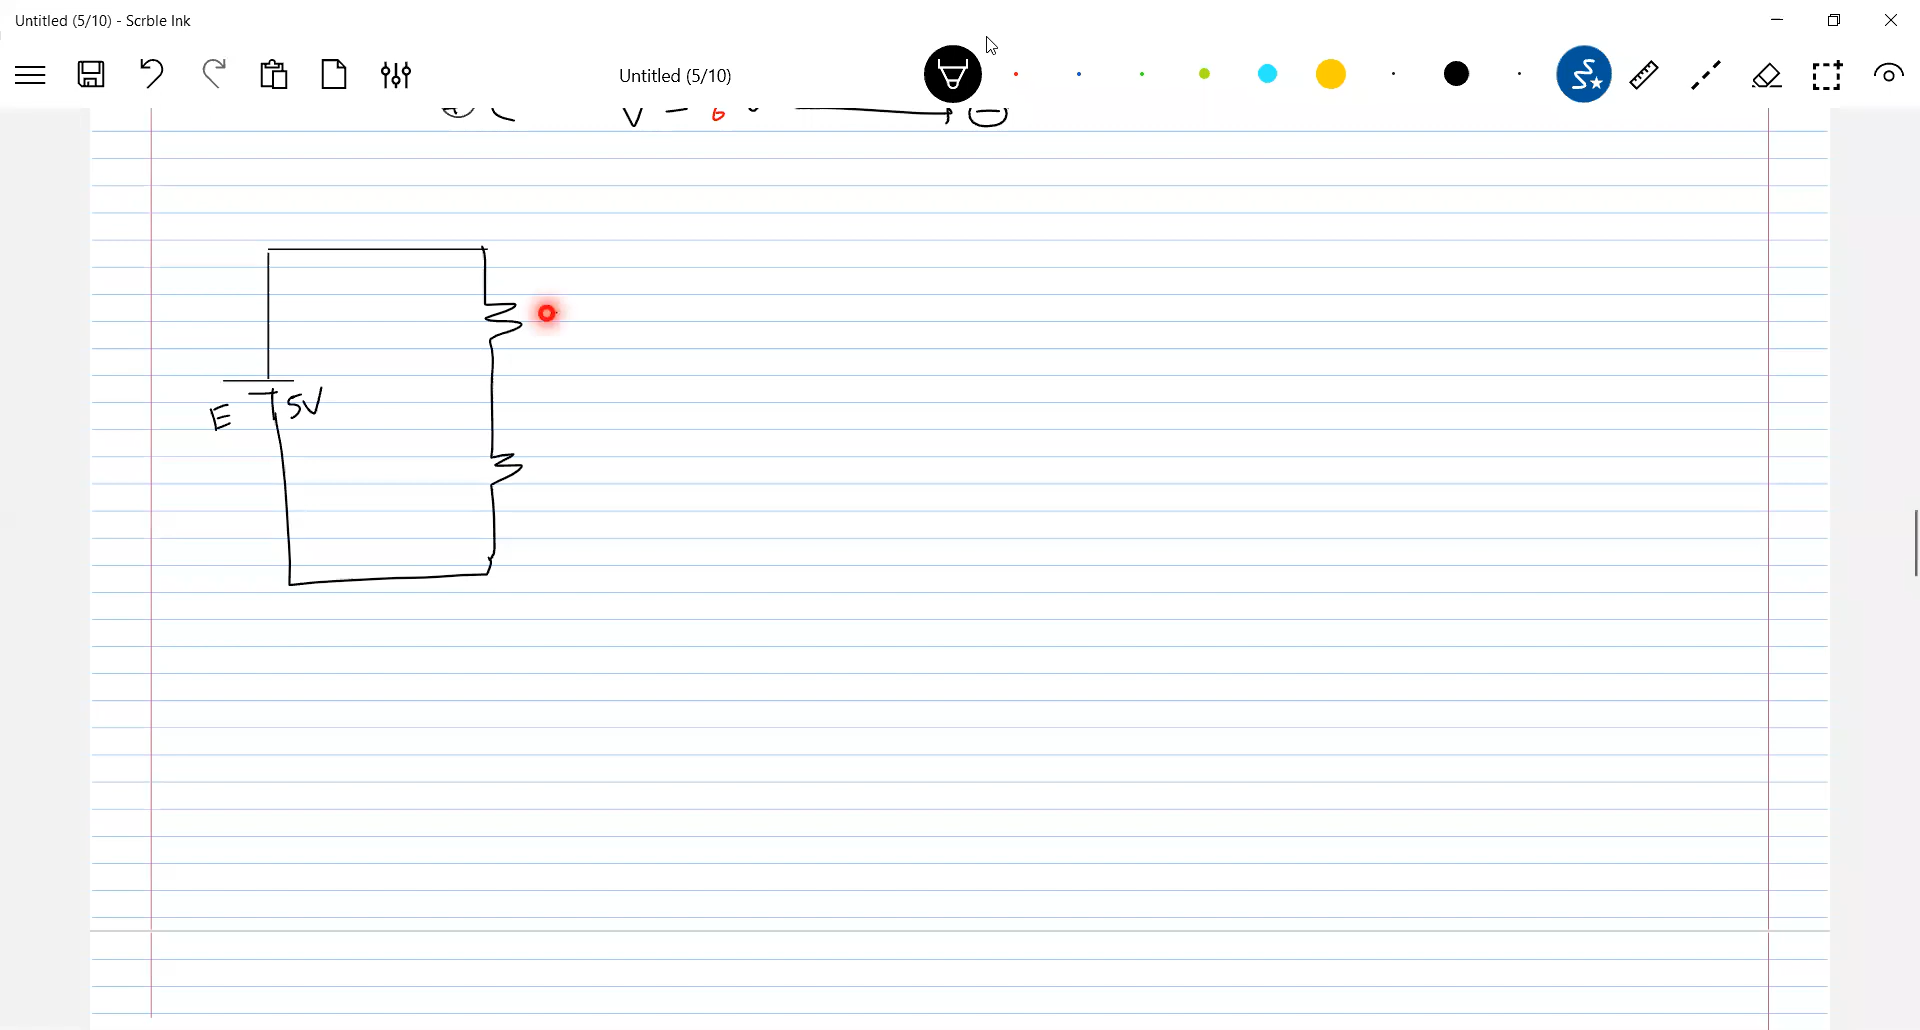 Untitled (5/10) - Scrble Ink
Untitled (5/10)
E 5V